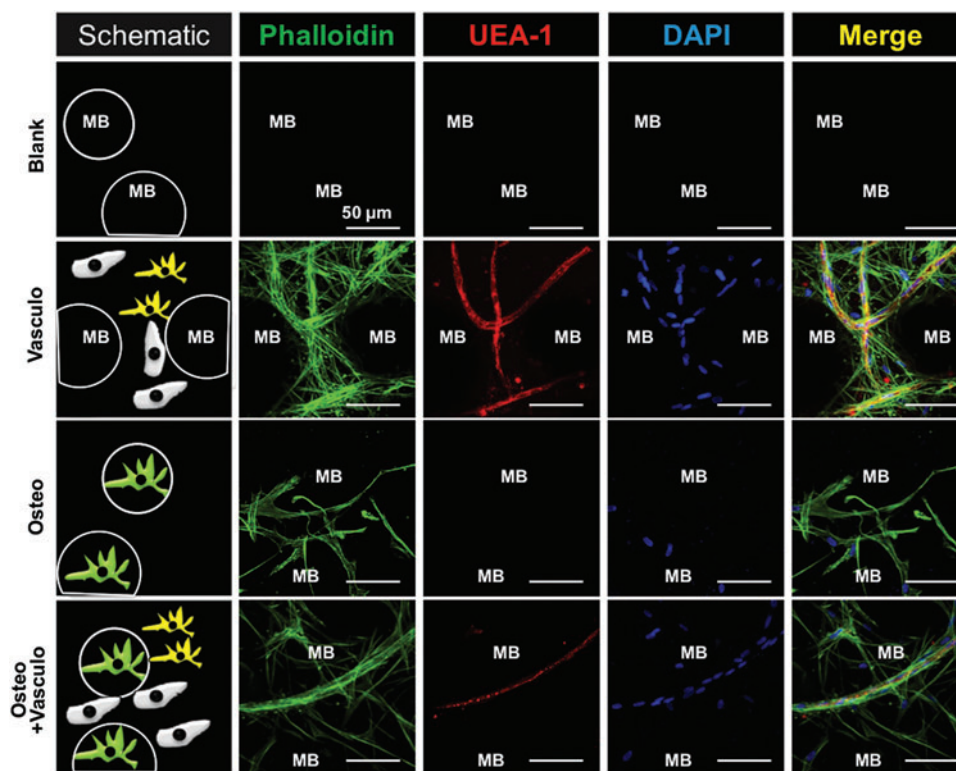 Schematic Phalloidin UEA-1 DAPI Merge
Blank
MB MB MB MB MB
MB MB MB MB MB
50 µm
Vasculo
MB MB MB MB MB MB MB MB MB MB
Osteo
MB MB MB MB
MB MB MB MB
Osteo
+Vasculo
MB MB MB MB
MB MB MB MB